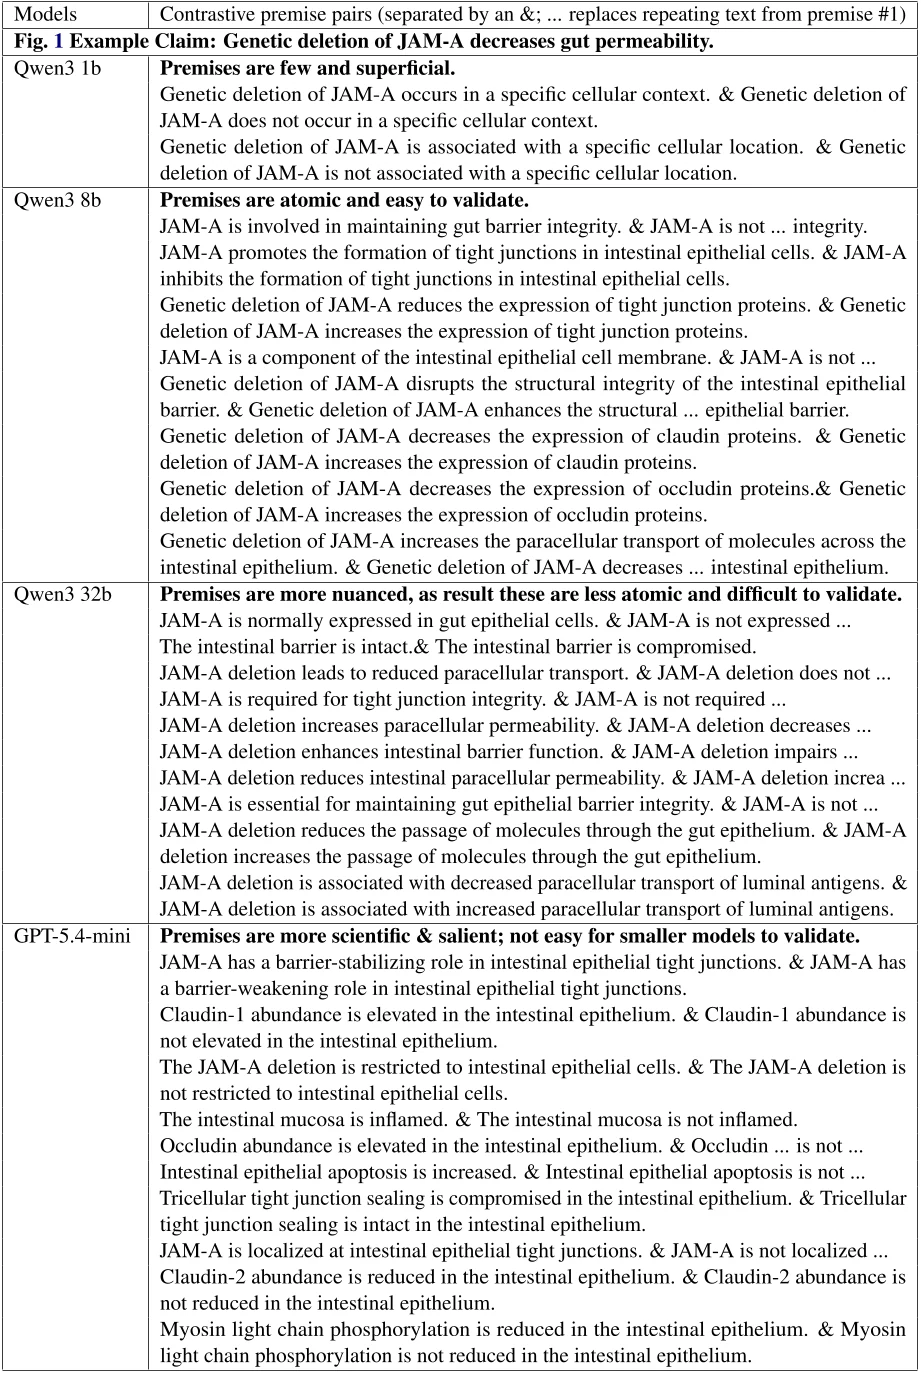 Models Contrastive premise pairs (separated by an &; ... replaces repeating text from premise #1)
Fig. 1 Example Claim: Genetic deletion of JAM-A decreases gut permeability.
Qwen3 1b Premises are few and superficial.
Genetic deletion of JAM-A occurs in a specific cellular context. & Genetic deletion of
JAM-A does not occur in a specific cellular context.
Genetic deletion of JAM-A is associated with a specific cellular location. & Genetic
deletion of JAM-A is not associated with a specific cellular location.
Qwen3 8b Premises are atomic and easy to validate.
JAM-A is involved in maintaining gut barrier integrity. & JAM-A is not ... integrity.
JAM-A promotes the formation of tight junctions in intestinal epithelial cells. & JAM-A
inhibits the formation of tight junctions in intestinal epithelial cells.
Genetic deletion of JAM-A reduces the expression of tight junction proteins. & Genetic
deletion of JAM-A increases the expression of tight junction proteins.
JAM-A is a component of the intestinal epithelial cell membrane. & JAM-A is not ...
Genetic deletion of JAM-A disrupts the structural integrity of the intestinal epithelial
barrier. & Genetic deletion of JAM-A enhances the structural ... epithelial barrier.
Genetic deletion of JAM-A decreases the expression of claudin proteins. & Genetic
deletion of JAM-A increases the expression of claudin proteins.
Genetic deletion of JAM-A decreases the expression of occludin proteins.& Genetic
deletion of JAM-A increases the expression of occludin proteins.
Genetic deletion of JAM-A increases the paracellular transport of molecules across the
intestinal epithelium. & Genetic deletion of JAM-A decreases ... intestinal epithelium.
Qwen3 32b Premises are more nuanced, as result these are less atomic and difficult to validate.
JAM-A is normally expressed in gut epithelial cells. & JAM-A is not expressed ...
The intestinal barrier is intact.& The intestinal barrier is compromised.
JAM-A deletion leads to reduced paracellular transport. & JAM-A deletion does not ...
JAM-A is required for tight junction integrity. & JAM-A is not required ...
JAM-A deletion increases paracellular permeability. & JAM-A deletion decreases ...
JAM-A deletion enhances intestinal barrier function. & JAM-A deletion impairs ...
JAM-A deletion reduces intestinal paracellular permeability. & JAM-A deletion increa ...
JAM-A is essential for maintaining gut epithelial barrier integrity. & JAM-A is not ...
JAM-A deletion reduces the passage of molecules through the gut epithelium. & JAM-A
deletion increases the passage of molecules through the gut epithelium.
JAM-A deletion is associated with decreased paracellular transport of luminal antigens. &
JAM-A deletion is associated with increased paracellular transport of luminal antigens.
GPT-5.4-mini Premises are more scientific & salient; not easy for smaller models to validate.
JAM-A has a barrier-stabilizing role in intestinal epithelial tight junctions. & JAM-A has
a barrier-weakening role in intestinal epithelial tight junctions.
Claudin-1 abundance is elevated in the intestinal epithelium. & Claudin-1 abundance is
not elevated in the intestinal epithelium.
The JAM-A deletion is restricted to intestinal epithelial cells. & The JAM-A deletion is
not restricted to intestinal epithelial cells.
The intestinal mucosa is inflamed. & The intestinal mucosa is not inflamed.
Occludin abundance is elevated in the intestinal epithelium. & Occludin ... is not ...
Intestinal epithelial apoptosis is increased. & Intestinal epithelial apoptosis is not ...
Tricellular tight junction sealing is compromised in the intestinal epithelium. & Tricellular
tight junction sealing is intact in the intestinal epithelium.
JAM-A is localized at intestinal epithelial tight junctions. & JAM-A is not localized ...
Claudin-2 abundance is reduced in the intestinal epithelium. & Claudin-2 abundance is
not reduced in the intestinal epithelium.
Myosin light chain phosphorylation is reduced in the intestinal epithelium. & Myosin
light chain phosphorylation is not reduced in the intestinal epithelium.